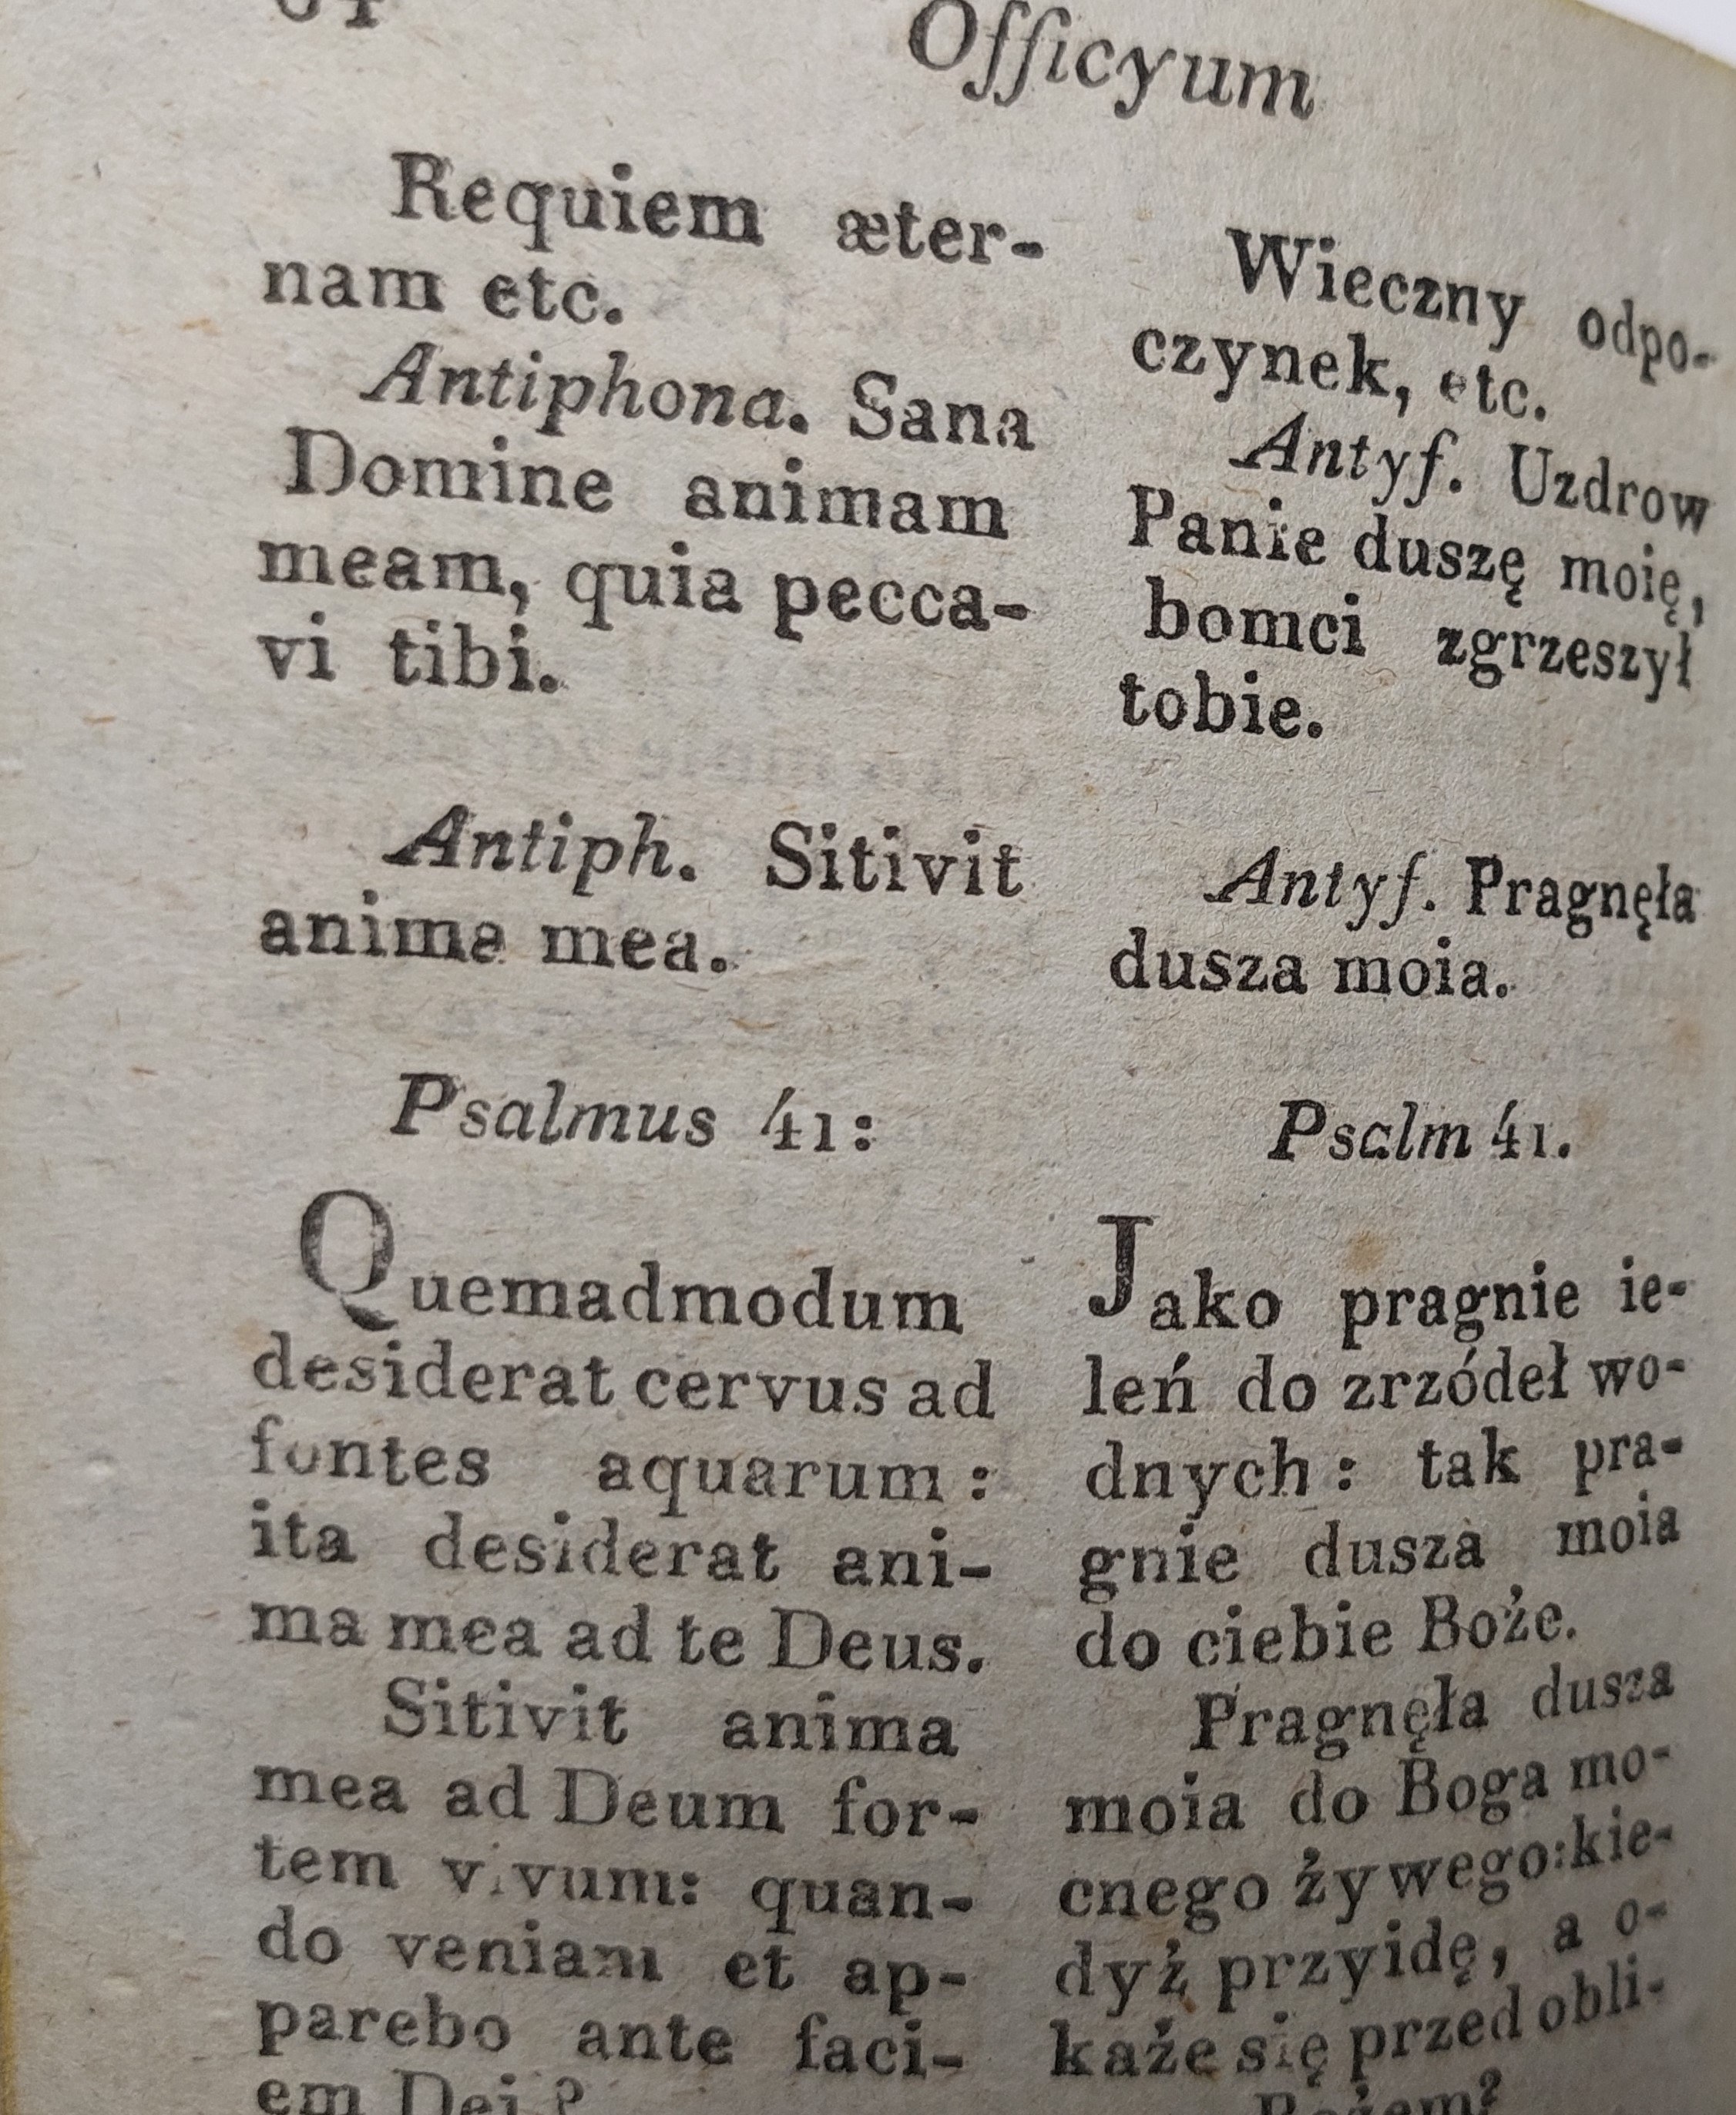 Officyum
Requiem æter-
nam etc.
Antiphona. Sana
Domine animam
meam, quia pecca-
vi tibi.
Antiph. Sitivit
anima mea.
Psalmus 41:
Quemadmodum
desiderat cervus ad
fontes aquarum:
ita desiderat ani-
ma mea ad te Deus.
Sitivit anima
mea ad Deum for-
tem vivum: quan-
do veniam et ap-
parebo ante faci-
em Dei?
Wieczny odpo-
czynek, etc.
Antyf. Uzdrow
Panie duszę moię,
bomci zgrzeszył
tobie.
Antyf. Pragnęła
dusza moia.
Psalm 41.
Jako pragnie ie-
leń do zrzódeł wo-
dnych: tak pra-
gnie dusza moia
do ciebie Boże.
Pragnęła dusza
moia do Boga mo-
cnego żywego: kie-
dyż przyidę, a o-
każe się przed obli-
Bożem?